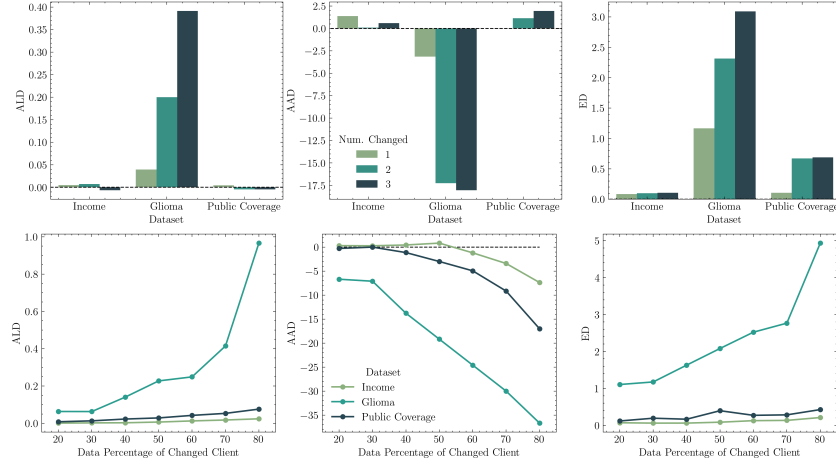 0.40
0.35
0.30
0.25
0.20
0.15
0.10
0.05
0.00
ALD
Income
Glioma
Public Coverage
Dataset
2.5
0.0
−2.5
−5.0
−7.5
−10.0
−12.5
−15.0
−17.5
AAD
Num. Changed
1
2
3
Income
Glioma
Public Coverage
Dataset
3.0
2.5
2.0
1.5
1.0
0.5
0.0
ED
Income
Glioma
Public Coverage
Dataset
1.0
0.8
0.6
0.4
0.2
0.0
ALD
20 30 40 50 60 70 80
Data Percentage of Changed Client
0
−5
−10
−15
−20
−25
−30
−35
AAD
Dataset
Income
Glioma
Public Coverage
20 30 40 50 60 70 80
Data Percentage of Changed Client
5
4
3
2
1
0
ED
20 30 40 50 60 70 80
Data Percentage of Changed Client